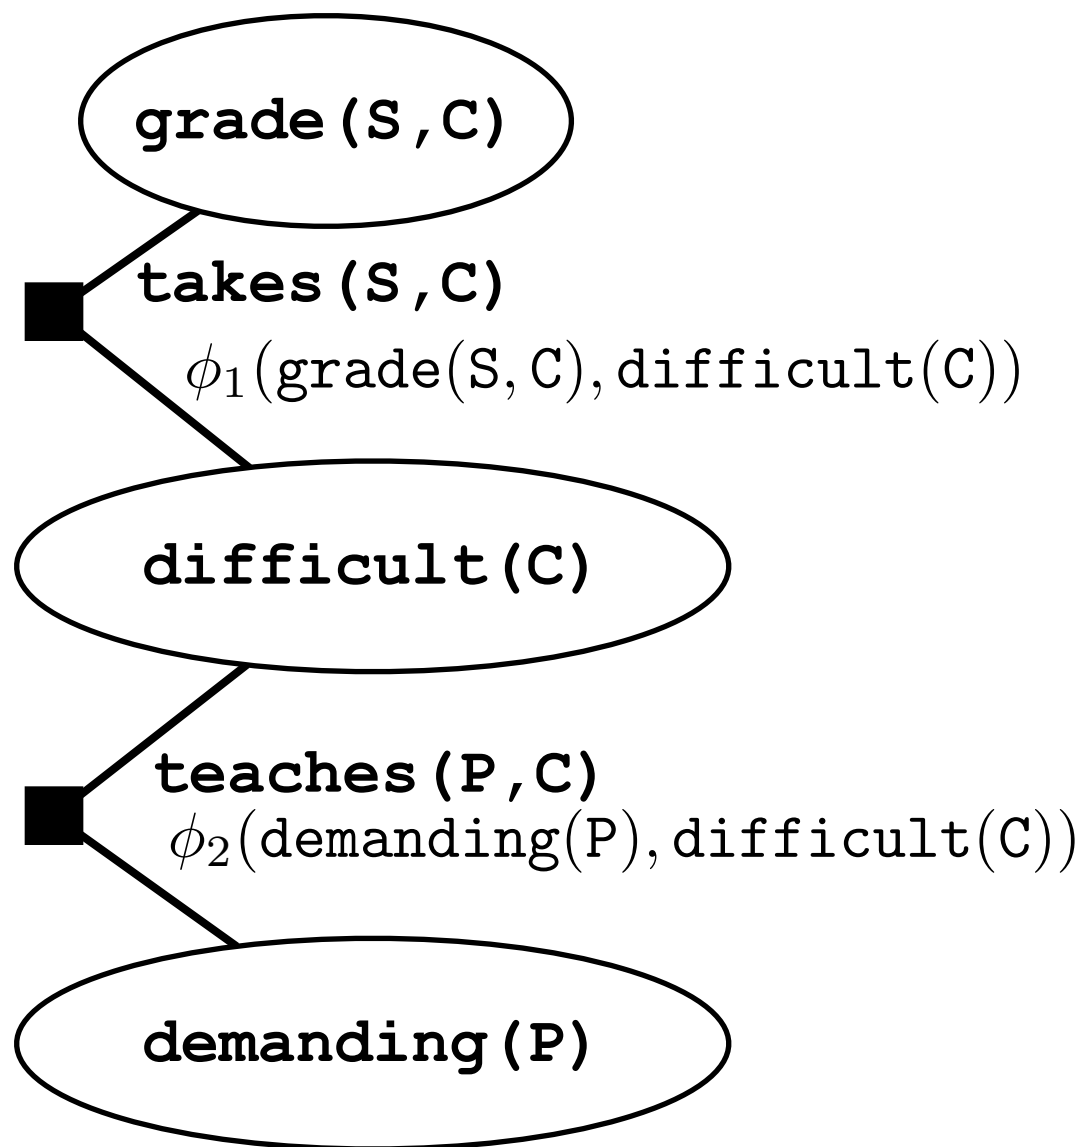 grade(S,C)
takes(S,C)
ϕ₁(grade(S,C),difficult(C))
difficult(C)
teaches(P,C)
ϕ₂(demanding(P),difficult(C))
demanding(P)